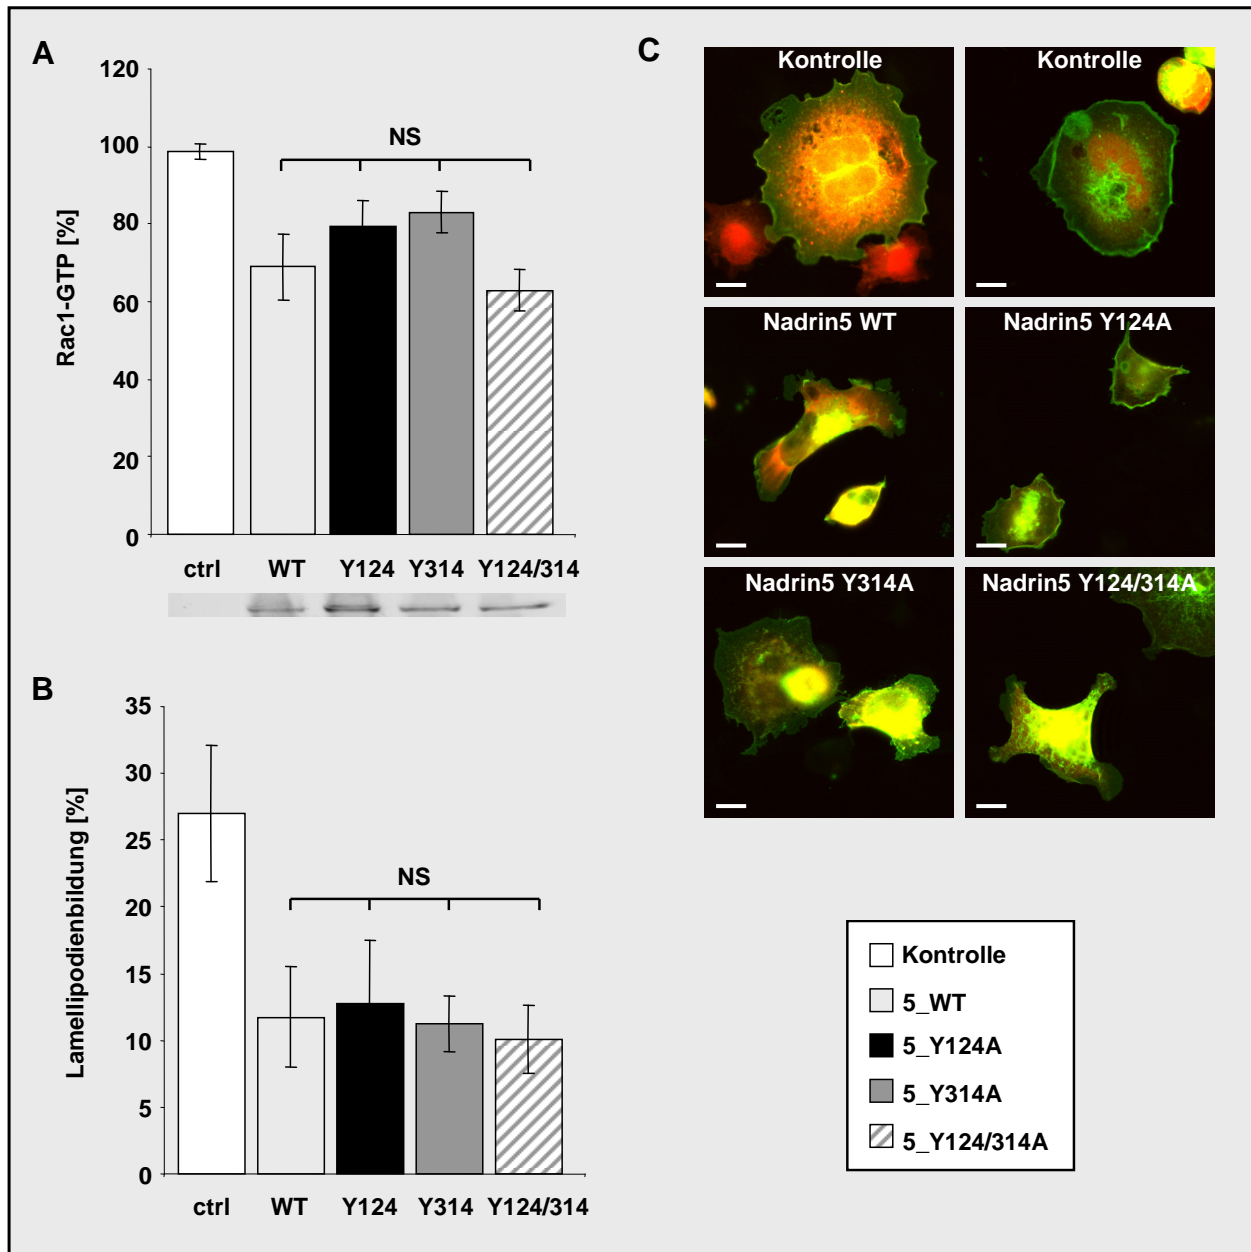 A
Rac1-GTP [%]
120
100
80
60
40
20
0
NS
ctrl WT Y124 Y314 Y124/314
B
Lamellipodienbildung [%]
35
30
25
20
15
10
5
0
NS
ctrl WT Y124 Y314 Y124/314
C
Kontrolle
Kontrolle
Nadrin5 WT
Nadrin5 Y124A
Nadrin5 Y314A
Nadrin5 Y124/314A
Kontrolle
5_WT
5_Y124A
5_Y314A
5_Y124/314A